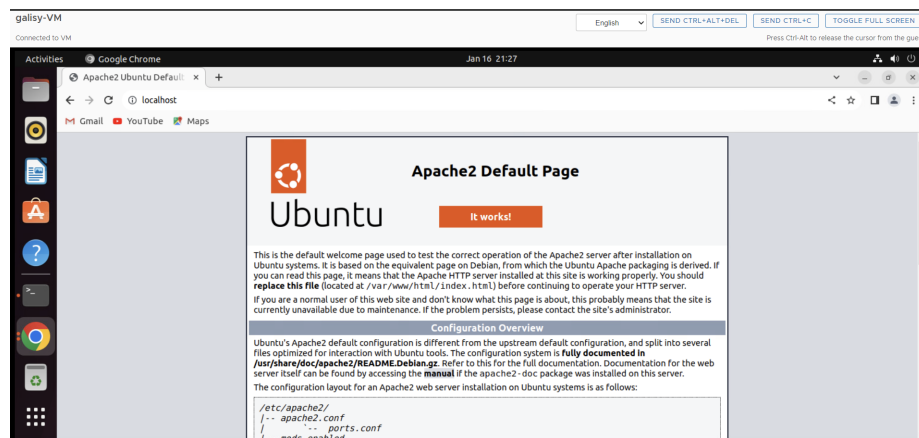 galisy-VM
English
SEND CTRL+ALT+DEL
SEND CTRL+C
TOGGLE FULL SCREEN
Connected to VM
Press Ctrl-Alt to release the cursor from the gue
Activities
Google Chrome
Jan 16 21:27
Apache2 Ubuntu Default
localhost
Gmail
YouTube
Maps
Apache2 Default Page
Ubuntu
It works!
This is the default welcome page used to test the correct operation of the Apache2 server after installation on
Ubuntu systems. It is based on the equivalent page on Debian, from which the Ubuntu Apache packaging is derived. If
you can read this page, it means that the Apache HTTP server installed at this site is working properly. You should
replace this file (located at /var/www/html/index.html) before continuing to operate your HTTP server.
If you are a normal user of this web site and don't know what this page is about, this probably means that the site is
currently unavailable due to maintenance. If the problem persists, please contact the site's administrator.
Configuration Overview
Ubuntu's Apache2 default configuration is different from the upstream default configuration, and split into several
files optimized for interaction with Ubuntu tools. The configuration system is fully documented in
/usr/share/doc/apache2/README.Debian.gz. Refer to this for the full documentation. Documentation for the web
server itself can be found by accessing the manual if the apache2-doc package was installed on this server.
The configuration layout for an Apache2 web server installation on Ubuntu systems is as follows:
/etc/apache2/
|-- apache2.conf
|       `--  ports.conf
|-- mods-enabled